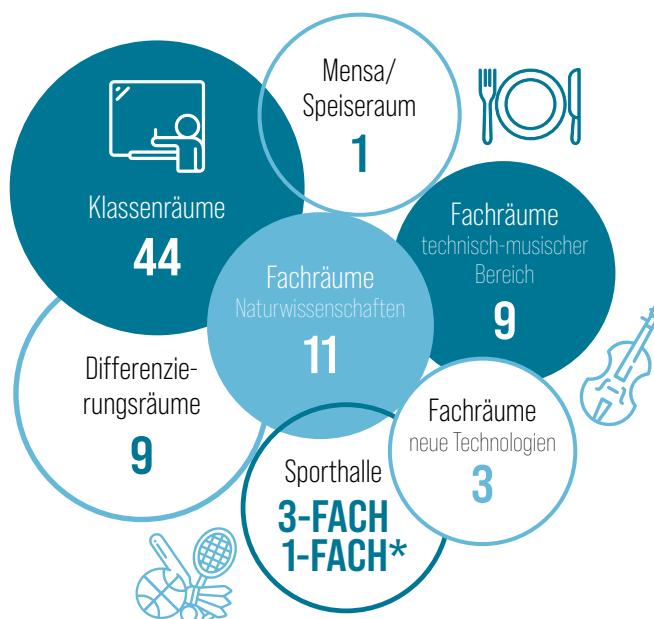 Mensa/
Speiseraum
1
Klassenräume
44
Fachräume
technisch-musischer
Bereich
9
Fachräume
Naturwissenschaften
11
Differenzie-
rungsräume
9
Fachräume
neue Technologien
3
Sporthalle
3-FACH
1-FACH*